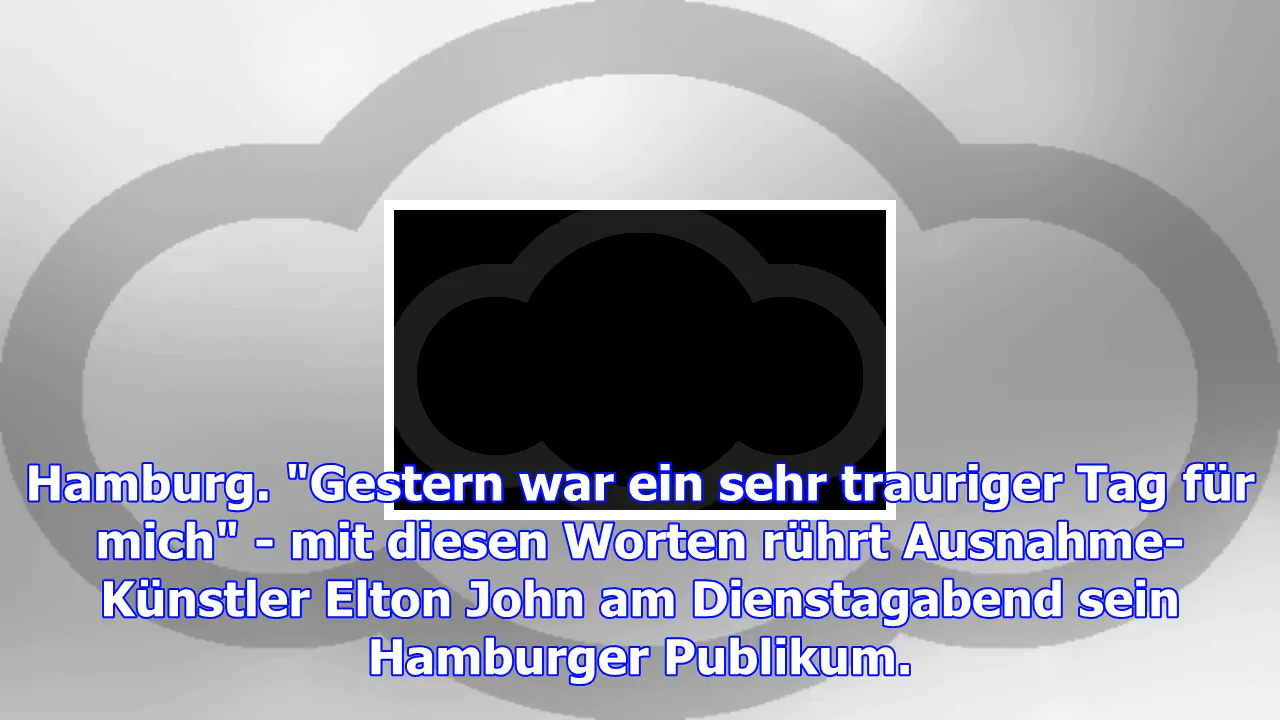 Hamburg. "Gestern war ein sehr trauriger Tag für
mich" - mit diesen Worten rührt Ausnahme-
Künstler Elton John am Dienstagabend sein
Hamburger Publikum.